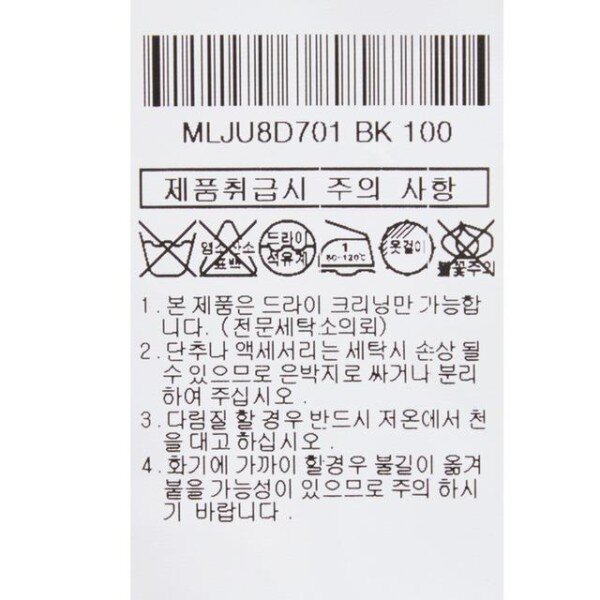 MLJU8D701 BK 100
제품취급시 주의 사항
염소산소 드라이 1 옷걸이
표백 석유계 80-120℃ 불꽃주의
1. 본 제품은 드라이 크리닝만 가능합
니다. (전문세탁소의뢰)
2. 단추나 액세서리는 세탁시 손상 될
수 있으므로 은박지로 싸거나 분리
하여 주십시오.
3. 다림질 할 경우 반드시 저온에서 천
을 대고 하십시오.
4. 화기에 가까이 할경우 불길이 옮겨
붙을 가능성이 있으므로 주의 하시
기 바랍니다.